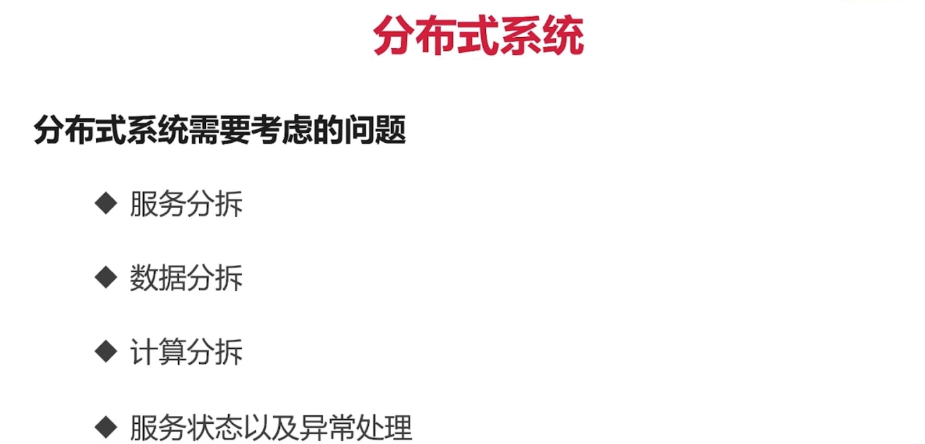 分布式系统
分布式系统需要考虑的问题
◆ 服务分拆
◆ 数据分拆
◆ 计算分拆
◆ 服务状态以及异常处理